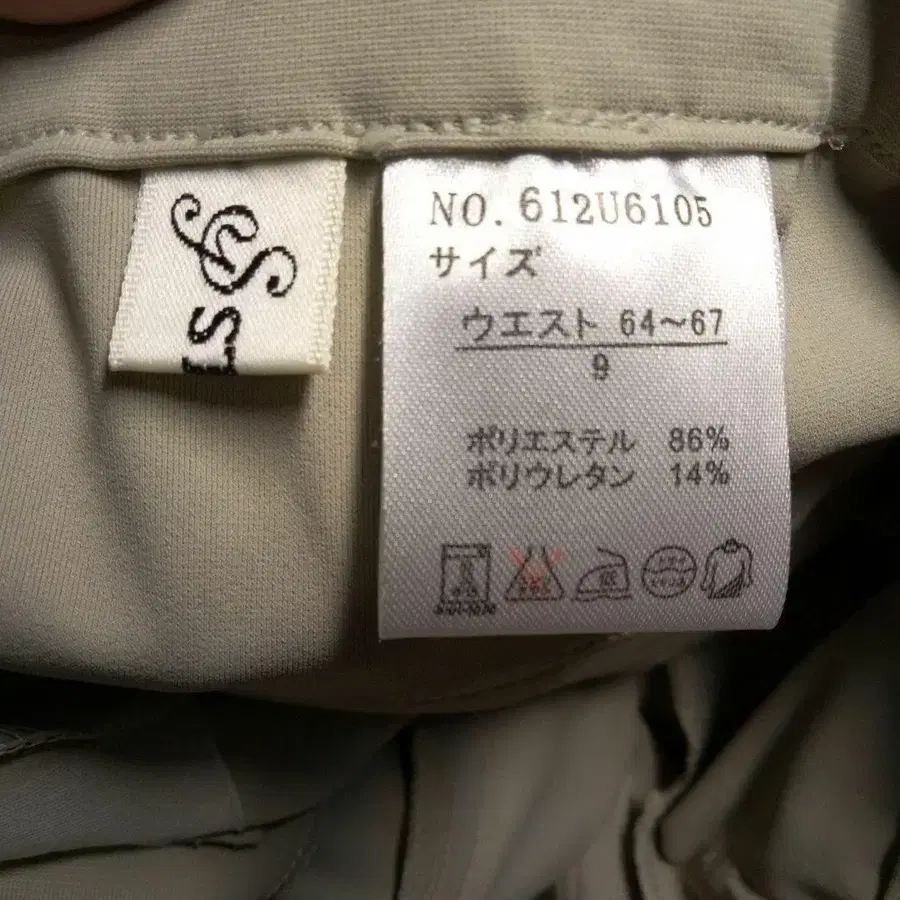 LST
NO. 612U6105
サイズ
ウエスト 64〜67
9
ポリエステル 86%
ポリウレタン 14%